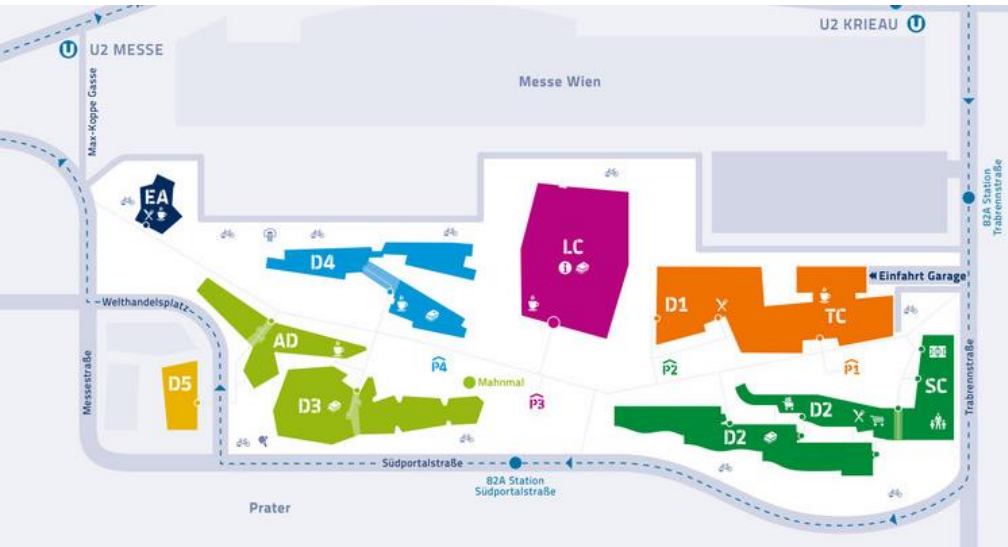 U2 KRIEAU U
U U2 MESSE
Messe Wien
Max-Koppe Gasse
82A Station
Trabrennstraße
EA
LC
i
D4
Einfahrt Garage
Welthandelsplatz
D1
TC
AD
P4
P2
P1
Messestraße
D5
Mahnmal
SC
Trabrennstraße
D3
P3
D2
D2
Südportalstraße
82A Station
Südportalstraße
Prater